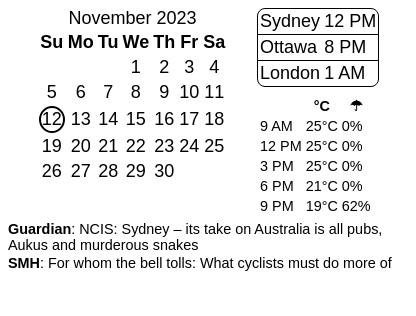 November 2023
Su Mo Tu We Th Fr Sa
1 2 3 4
5 6 7 8 9 10 11
12 13 14 15 16 17 18
19 20 21 22 23 24 25
26 27 28 29 30
Sydney 12 PM
Ottawa 8 PM
London 1 AM
°C ☂
9 AM 25°C 0%
12 PM 25°C 0%
3 PM 25°C 0%
6 PM 21°C 0%
9 PM 19°C 62%
Guardian: NCIS: Sydney – its take on Australia is all pubs,
Aukus and murderous snakes
SMH: For whom the bell tolls: What cyclists must do more of